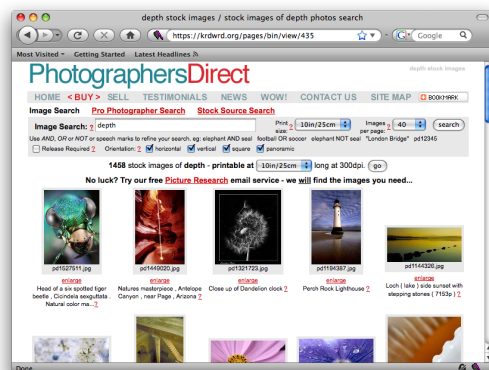 depth stock images / stock images of depth photos search
https://krdwrd.org/pages/bin/view/435
Google
Most Visited Getting Started Latest Headlines
PhotographersDirect
depth stock images
HOME < BUY > SELL TESTIMONIALS NEWS WOW! CONTACT US SITE MAP BOOKMARK
Image Search Pro Photographer Search Stock Source Search
Image Search: ? depth Print size: ? 10in/25cm Images per page: ? 40 search
Use AND, OR or NOT or speech marks to refine your search, eg: elephant AND seal football OR soccer elephant NOT seal "London Bridge" pd12345
Release Required ? Orientation: ? horizontal vertical square panoramic
1458 stock images of depth - printable at 10in/25cm long at 300dpi. go
No luck? Try our free Picture Research email service - we will find the images you need...
pd1527511.jpg
enlarge
Head of a six spotted tiger
beetle , Cicindela sexguttata .
Natural color ma... ?
pd1449020.jpg
enlarge
Natures masterpiece , Antelope
Canyon , near Page , Arizona ?
pd1321723.jpg
enlarge
Close up of Dandelion clock ?
pd1194387.jpg
enlarge
Perch Rock Lighthouse ?
pd1144326.jpg
enlarge
Loch ( lake ) side sunset with
stepping stones ( 7153p ) ?
Done